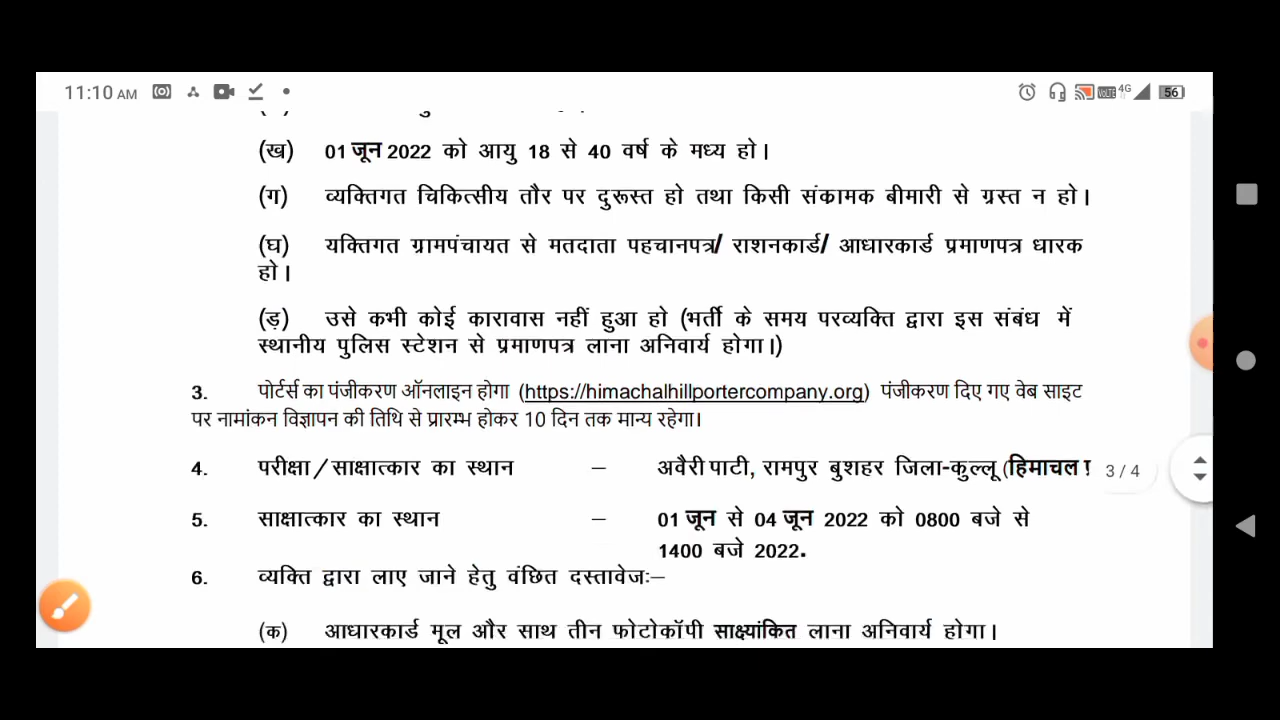 11:10 AM 4G 56
(ख) 01 जून 2022 को आयु 18 से 40 वर्ष के मध्य हो।
(ग) व्यक्तिगत चिकित्सीय तौर पर दुरूस्त हो तथा किसी संकामक बीमारी से ग्रस्त न हो।
(घ) यक्तिगत ग्रामपंचायत से मतदाता पहचानपत्र/ राशनकार्ड/ आधारकार्ड प्रमाणपत्र धारक
हो।
(ड़) उसे कभी कोई कारावास नहीं हुआ हो (भर्ती के समय परव्यक्ति द्वारा इस संबंध में
स्थानीय पुलिस स्टेशन से प्रमाणपत्र लाना अनिवार्य होगा।)
3. पोर्टर्स का पंजीकरण ऑनलाइन होगा (https://himachalhillportercompany.org) पंजीकरण दिए गए वेब साइट
पर नामांकन विज्ञापन की तिथि से प्रारम्भ होकर 10 दिन तक मान्य रहेगा।
4. परीक्षा/साक्षात्कार का स्थान – अवैरी पाटी, रामपुर बुशहर जिला-कुल्लू (हिमाचल
3 / 4
5. साक्षात्कार का स्थान – 01 जून से 04 जून 2022 को 0800 बजे से
1400 बजे 2022.
6. व्यक्ति द्वारा लाए जाने हेतु वंछित दस्तावेजः–
(क) आधारकार्ड मूल और साथ तीन फोटोकॉपी साक्ष्यांकित लाना अनिवार्य होगा।